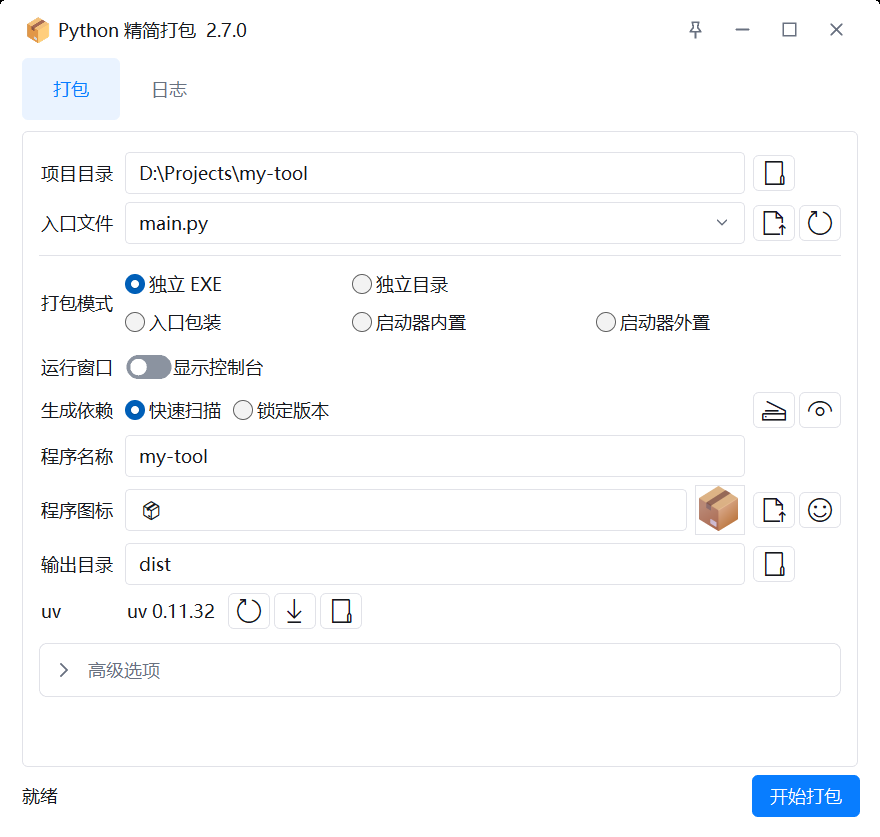 Python 精简打包 2.7.0
打包 日志
项目目录 D:\Projects\my-tool
入口文件 main.py
打包模式 独立 EXE 独立目录
入口包装 启动器内置 启动器外置
运行窗口 显示控制台
生成依赖 快速扫描 锁定版本
程序名称 my-tool
程序图标 📦
输出目录 dist
uv uv 0.11.32
高级选项
就绪 开始打包